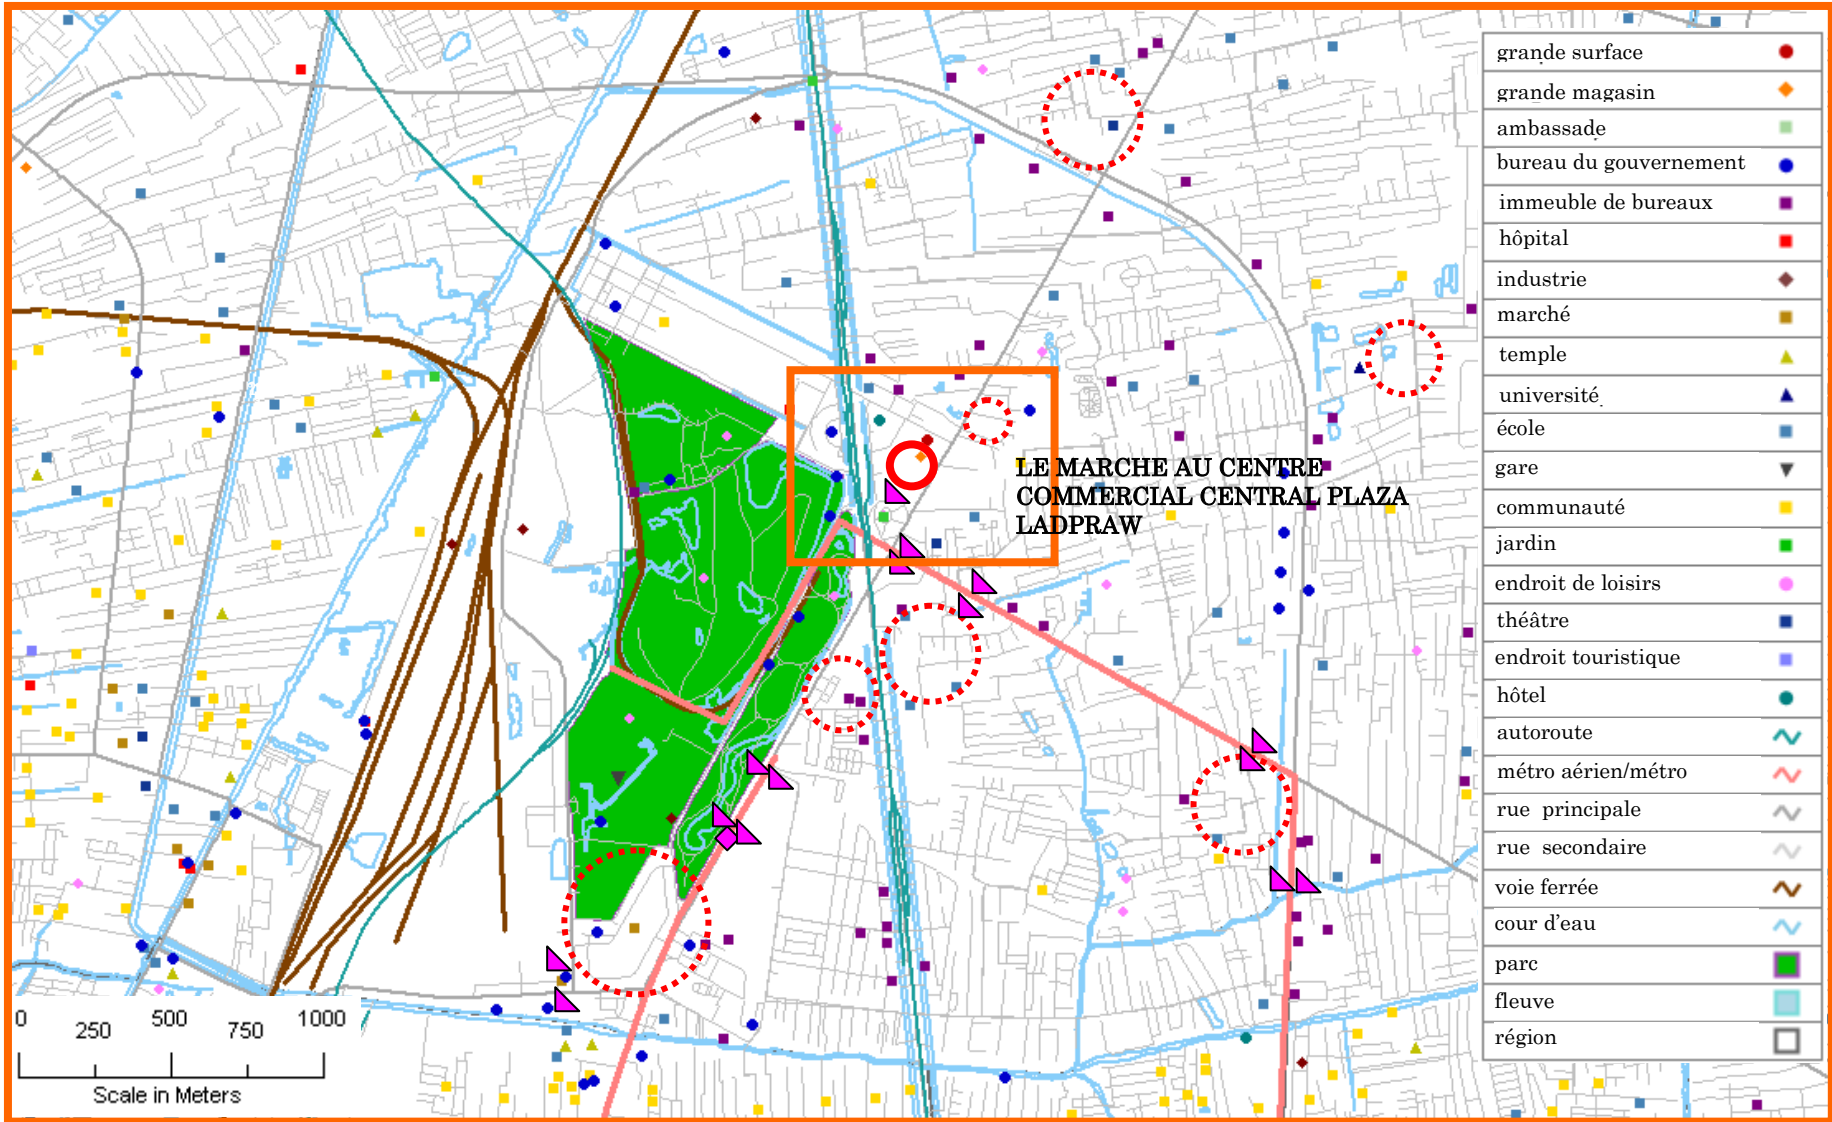 grande surface
grande magasin
ambassade
bureau du gouvernement
immeuble de bureaux
hôpital
industrie
marché
temple
université
école
gare
communauté
jardin
endroit de loisirs
théâtre
endroit touristique
hôtel
autoroute
métro aérien/métro
rue principale
rue secondaire
voie ferrée
cour d'eau
parc
fleuve
région
LE MARCHE AU CENTRE
COMMERCIAL CENTRAL PLAZA
LADPRAW
0 250 500 750 1000
Scale in Meters